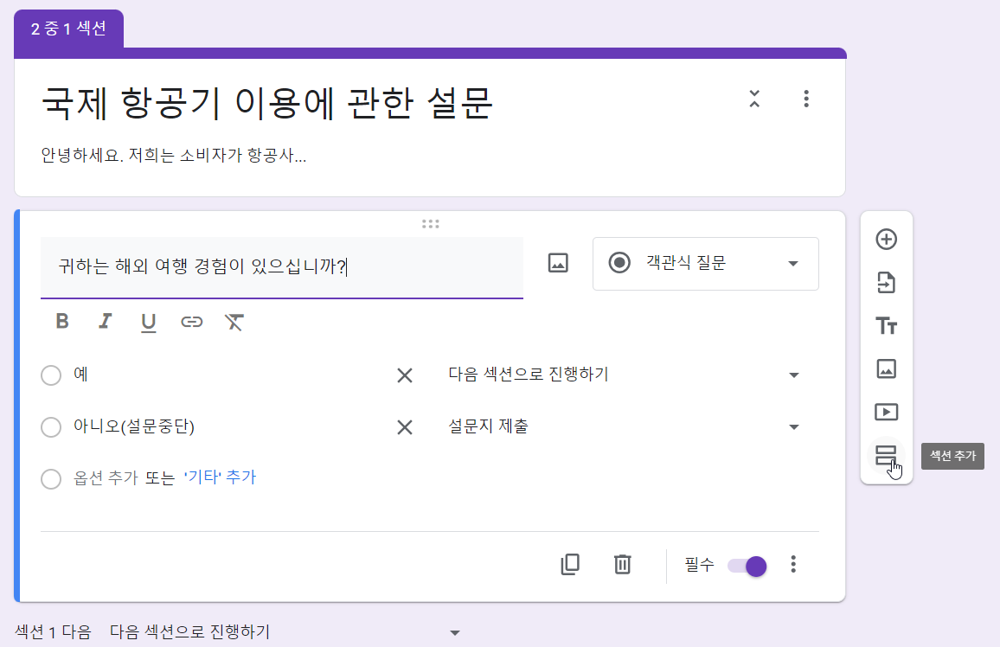 2 중 1 섹션
국제 항공기 이용에 관한 설문
안녕하세요. 저희는 소비자가 항공사...
귀하는 해외 여행 경험이 있으십니까?
객관식 질문
B I U
예
다음 섹션으로 진행하기
Tт
아니오(설문중단)
설문지 제출
섹션 추가
옵션 추가 또는 '기타' 추가
필수
섹션 1 다음 다음 섹션으로 진행하기